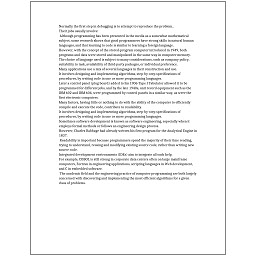 Normally the first step in debugging is to attempt to reproduce the problem.
Their jobs usually involve:
Although programming has been presented in the media as a somewhat mathematical
subject, some research shows that good programmers have strong skills in natural human
languages, and that learning to code is similar to learning a foreign language.
However, with the concept of the stored-program computer introduced in 1949, both
programs and data were stored and manipulated in the same way in computer memory.
The choice of language used is subject to many considerations, such as company policy,
suitability to task, availability of third-party packages, or individual preference.
Many applications use a mix of several languages in their construction and use.
It involves designing and implementing algorithms, step-by-step specifications of
procedures, by writing code in one or more programming languages.
Later a control panel (plug board) added to his 1906 Type I Tabulator allowed it to be
programmed for different jobs, and by the late 1940s, unit record equipment such as the
IBM 602 and IBM 604, were programmed by control panels in a similar way, as were the
first electronic computers.
Many factors, having little or nothing to do with the ability of the computer to efficiently
compile and execute the code, contribute to readability.
It involves designing and implementing algorithms, step-by-step specifications of
procedures, by writing code in one or more programming languages.
Sometimes software development is known as software engineering, especially when it
employs formal methods or follows an engineering design process.
However, Charles Babbage had already written his first program for the Analytical Engine in
1837.
Readability is important because programmers spend the majority of their time reading,
trying to understand, reusing and modifying existing source code, rather than writing new
source code.
Integrated development environments (IDEs) aim to integrate all such help.
For example, COBOL is still strong in corporate data centers often on large mainframe
computers, Fortran in engineering applications, scripting languages in Web development,
and C in embedded software.
The academic field and the engineering practice of computer programming are both largely
concerned with discovering and implementing the most efficient algorithms for a given
class of problems.